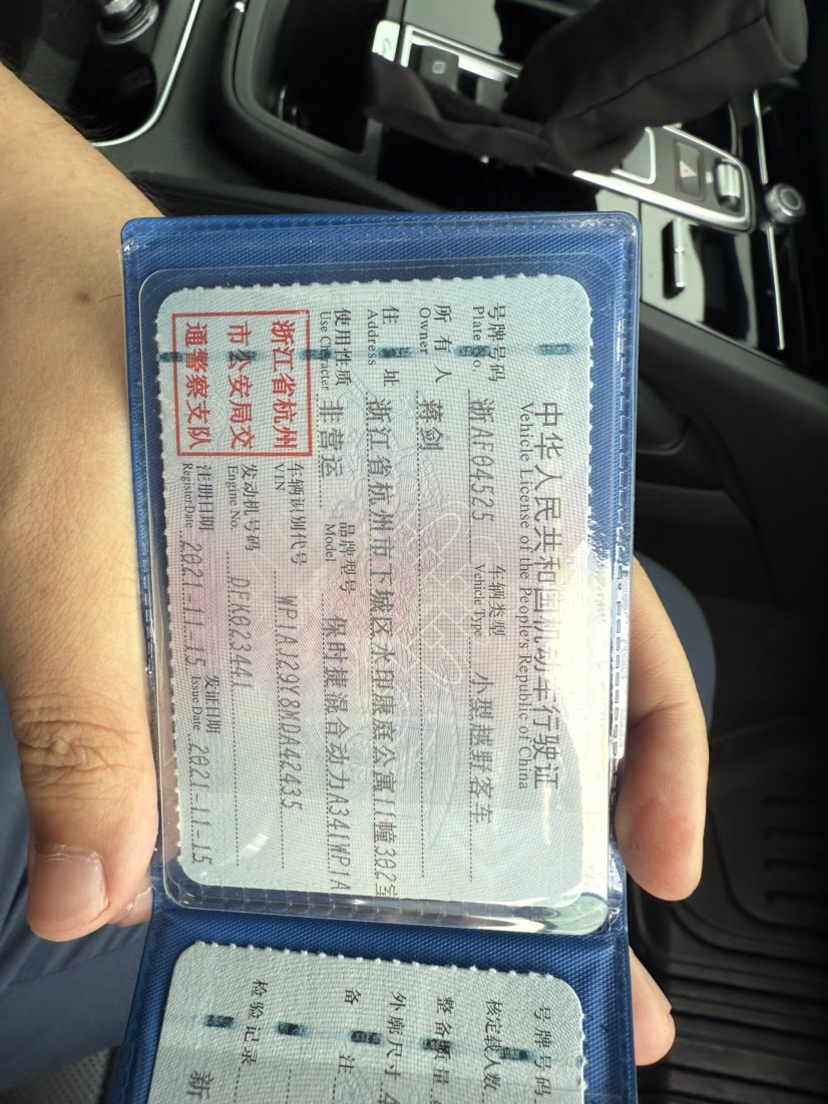 中华人民共和国机动车行驶证
Vehicle License of the People's Republic of China
号牌号码 浙AF04525 车辆类型 小型越野客车
Plate No. Vehicle Type
所有人 蒋剑
Owner
住址 浙江省杭州市下城区水印康庭公寓11幢302室
Address
使用性质 非营运 品牌型号 保时捷混合动力A341WP1A
Use Character Model
浙江省杭州
市公安局交
通警察支队
车辆识别代号 WP1AJ29Y8MDA42435
VIN
发动机号码 DFK023441
Engine No.
注册日期 2021-11-15 发证日期 2021-11-15
Register Date Issue Date
号牌号码
核定载人数
整备质量
外廓尺寸
备注
检验记录
新